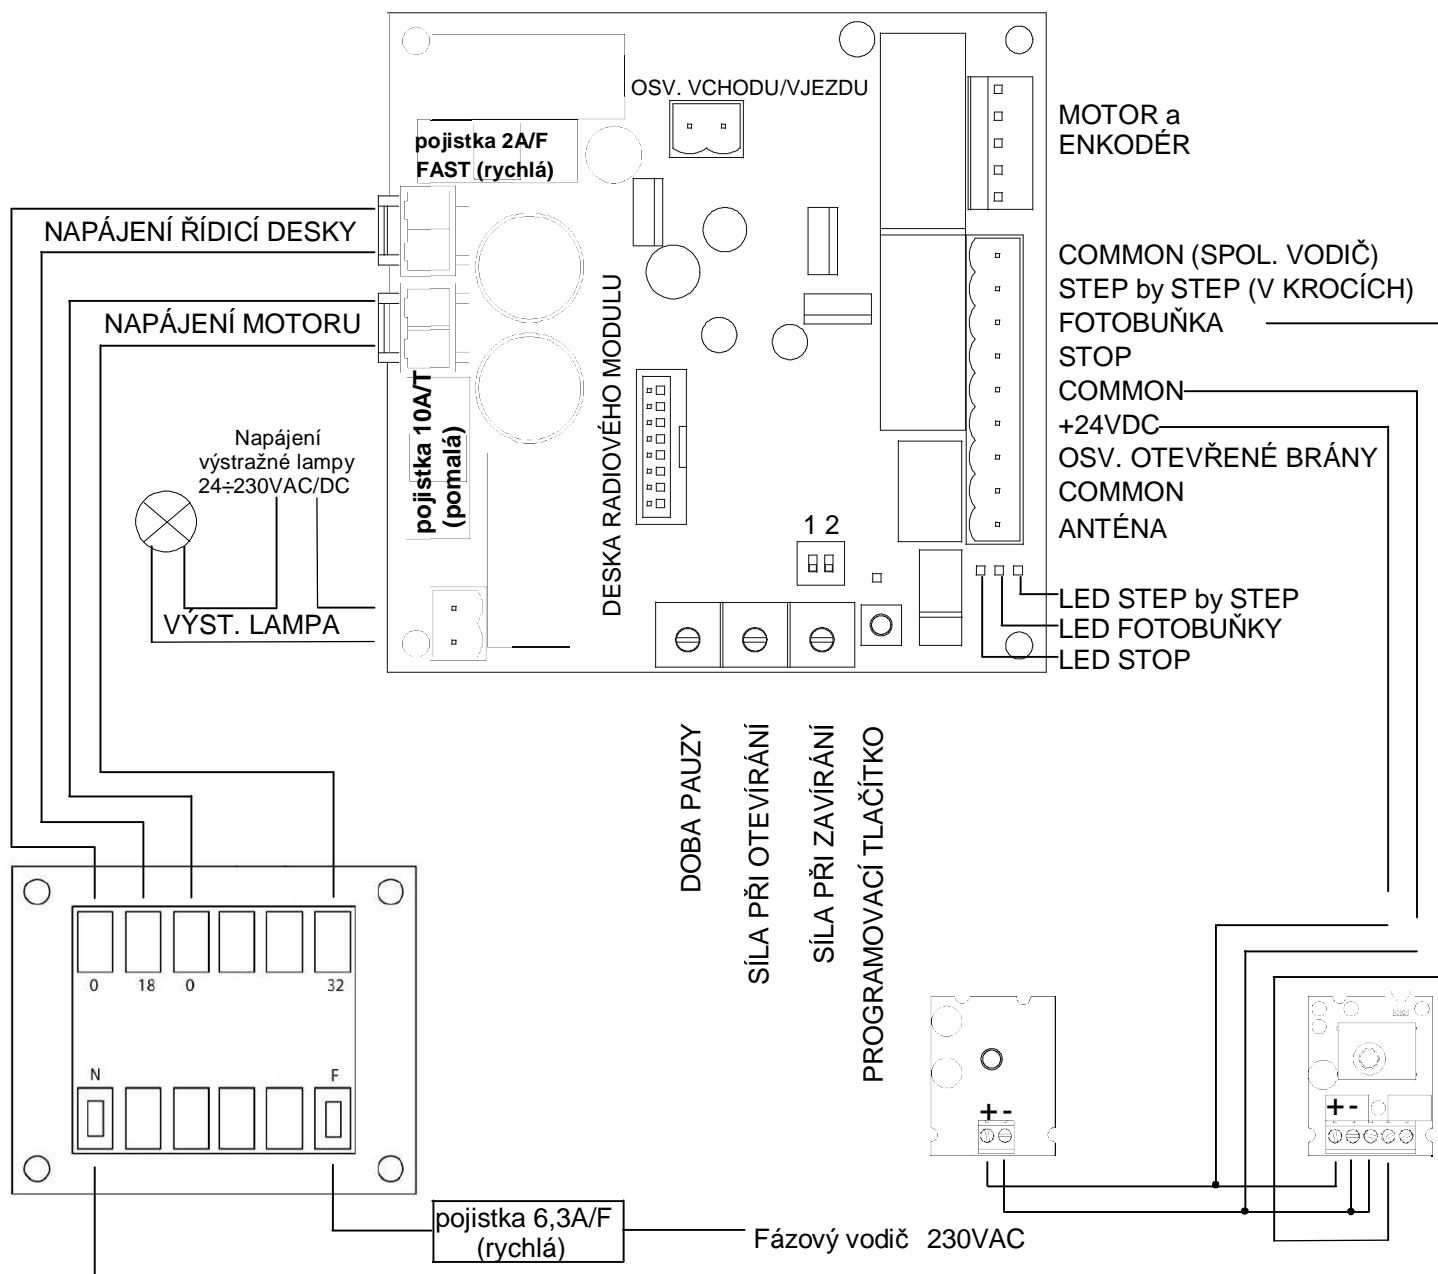 OSV. VCHODU/VJEZDU
pojistka 2A/F
FAST (rychlá)
MOTOR a
ENKODÉR
NAPÁJENÍ ŘÍDICÍ DESKY
NAPÁJENÍ MOTORU
COMMON (SPOL. VODIČ)
STEP by STEP (V KROCÍCH)
FOTOBUŇKA
STOP
COMMON
+24VDC
OSV. OTEVŘENÉ BRÁNY
COMMON
ANTÉNA
DESKA RADIOVÉHO MODULU
pojistka 10A/T
(pomalá)
Napájení
výstražné lampy
24÷230VAC/DC
VÝST. LAMPA
1 2
LED STEP by STEP
LED FOTOBUŇKY
LED STOP
DOBA PAUZY
SÍLA PŘI OTEVÍRÁNÍ
SÍLA PŘI ZAVÍRÁNÍ
PROGRAMOVACÍ TLAČÍTKO
0 18 0 32
N F
+ -
+ -
pojistka 6,3A/F
(rychlá)
Fázový vodič 230VAC